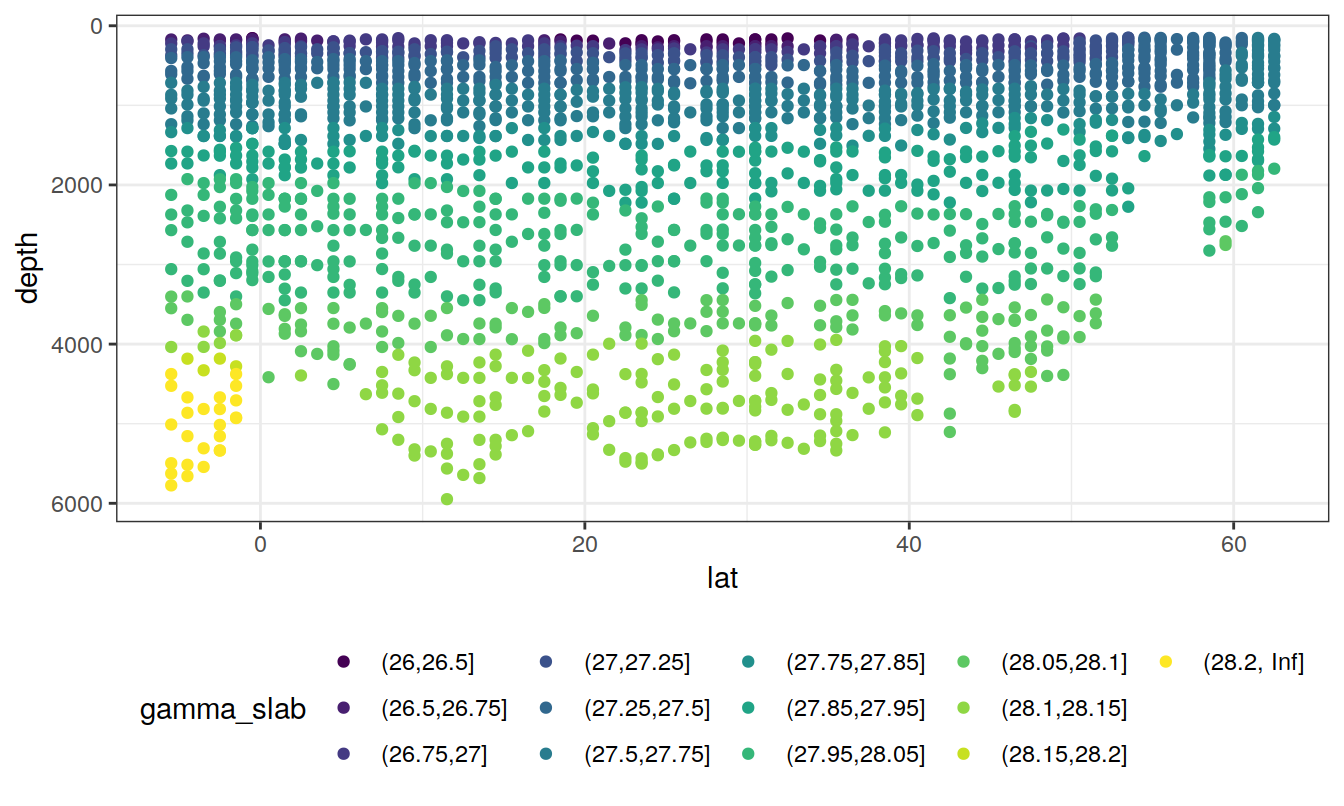 0
2000
4000
6000
depth
0 20 40 60
lat
gamma_slab
(26,26.5] (27,27.25] (27.75,27.85] (28.05,28.1] (28.2, Inf]
(26.5,26.75] (27.25,27.5] (27.85,27.95] (28.1,28.15]
(26.75,27] (27.5,27.75] (27.95,28.05] (28.15,28.2]